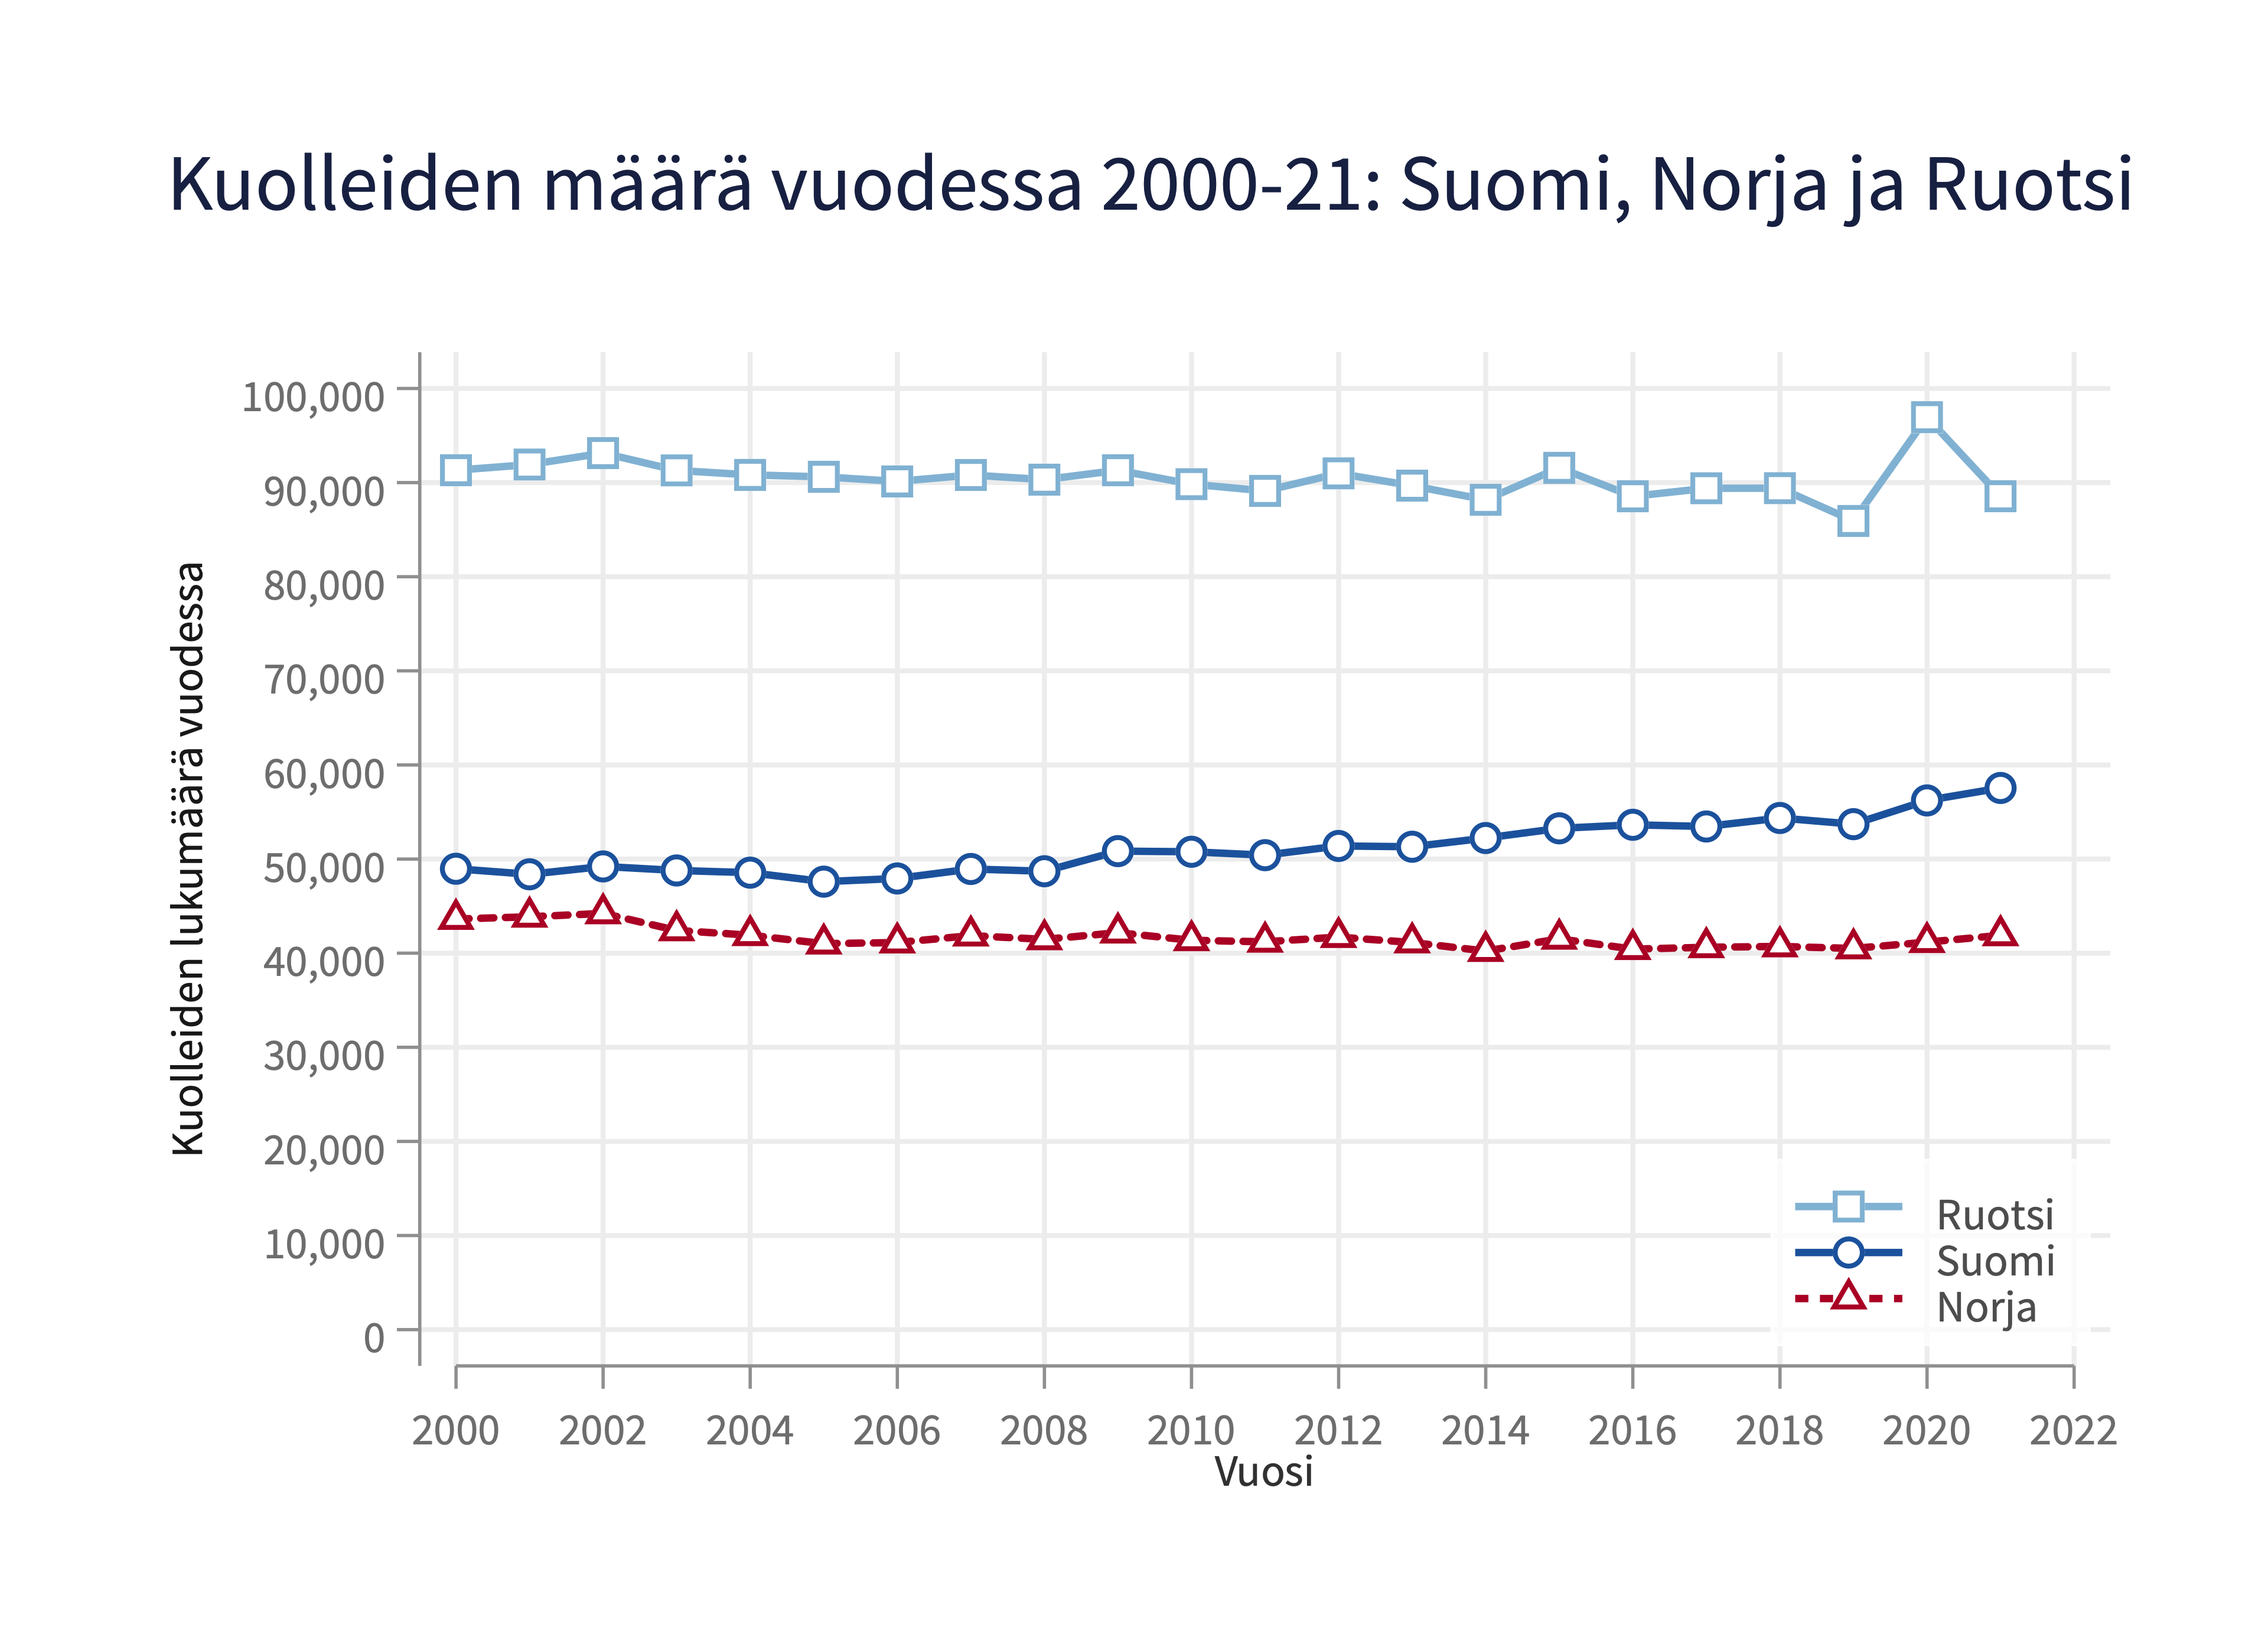 Kuolleiden määrä vuodessa 2000-21: Suomi, Norja ja Ruotsi
Kuolleiden lukumäärä vuodessa
100,000
90,000
80,000
70,000
60,000
50,000
40,000
30,000
20,000
10,000
0
Ruotsi
Suomi
Norja
2000 2002 2004 2006 2008 2010 2012 2014 2016 2018 2020 2022
Vuosi